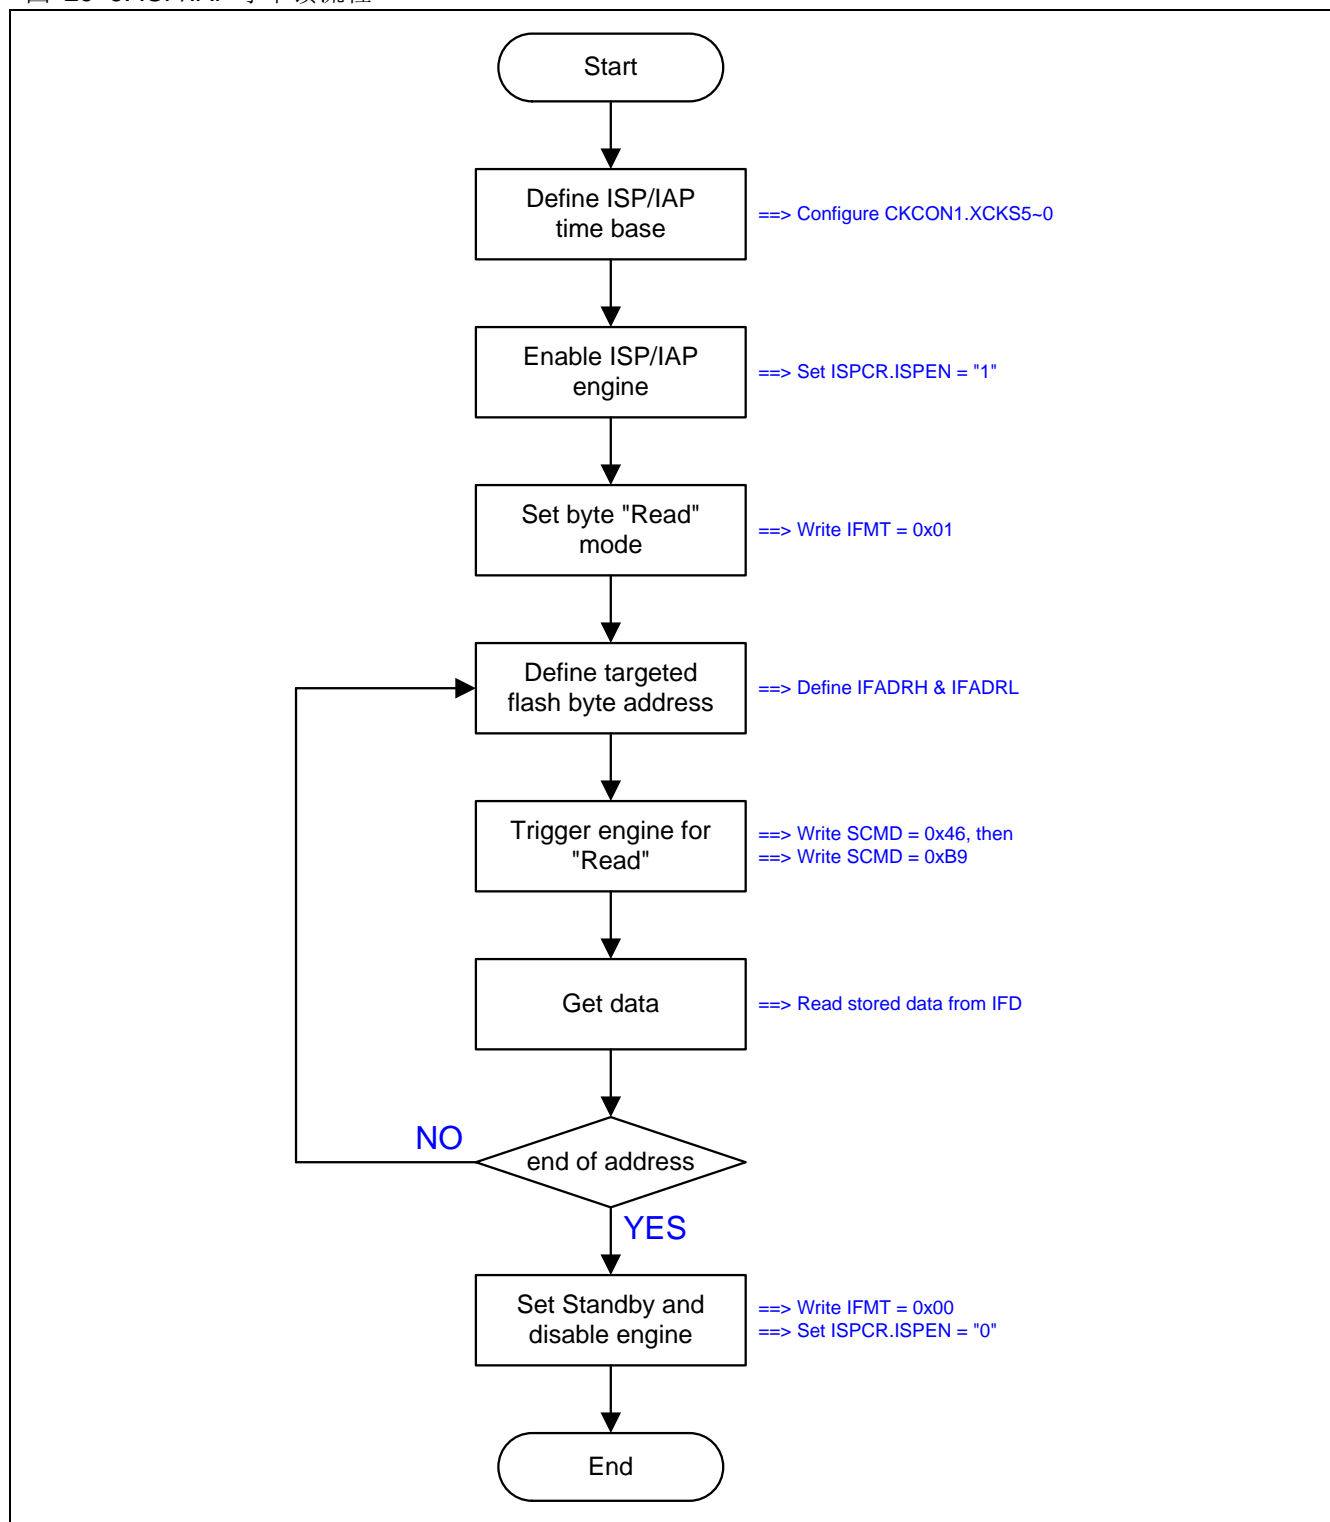 Start
Define ISP/IAP
time base
==> Configure CKCON1.XCKS5~0
Enable ISP/IAP
engine
==> Set ISPCR.ISPEN = "1"
Set byte "Read"
mode
==> Write IFMT = 0x01
Define targeted
flash byte address
==> Define IFADRH & IFADRL
Trigger engine for
"Read"
==> Write SCMD = 0x46, then
==> Write SCMD = 0xB9
Get data
==> Read stored data from IFD
end of address
NO
YES
Set Standby and
disable engine
==> Write IFMT = 0x00
==> Set ISPCR.ISPEN = "0"
End